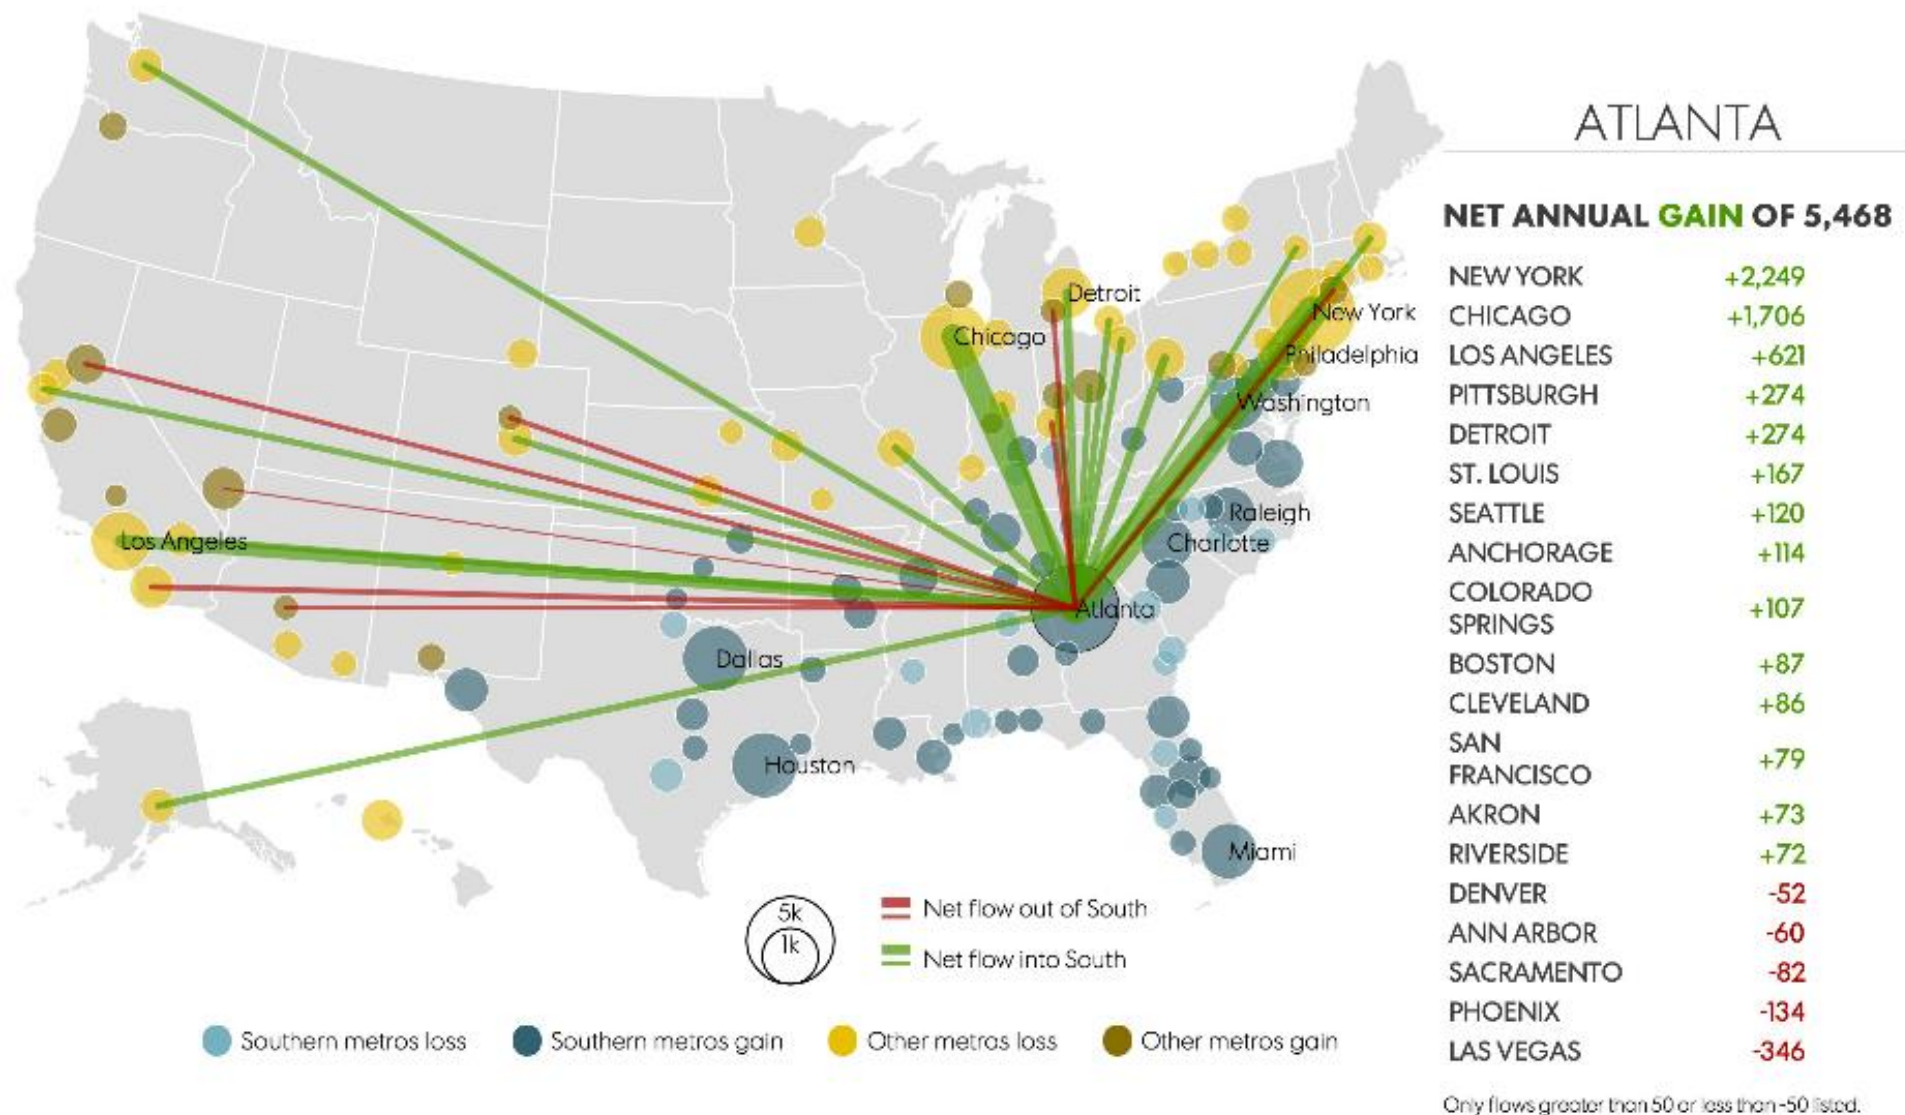 ATLANTA
NET ANNUAL GAIN OF 5,468
NEW YORK +2,249
CHICAGO +1,706
LOS ANGELES +621
PITTSBURGH +274
DETROIT +274
ST. LOUIS +167
SEATTLE +120
ANCHORAGE +114
COLORADO
SPRINGS +107
BOSTON +87
CLEVELAND +86
SAN
FRANCISCO +79
AKRON +73
RIVERSIDE +72
DENVER -52
ANN ARBOR -60
SACRAMENTO -82
PHOENIX -134
LAS VEGAS -346
Only flows greater than 50 or less than -50 listed.
Detroit
New York
Chicago
Philadelphia
Washington
Raleigh
Los Angeles
Charlotte
Atlanta
Dallas
Houston
Miami
5k
1k
Net flow out of South
Net flow into South
Southern metros loss
Southern metros gain
Other metros loss
Other metros gain